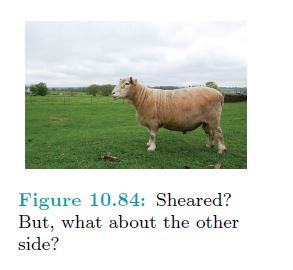 Figure 10.84: Sheared?
But, what about the other
side?